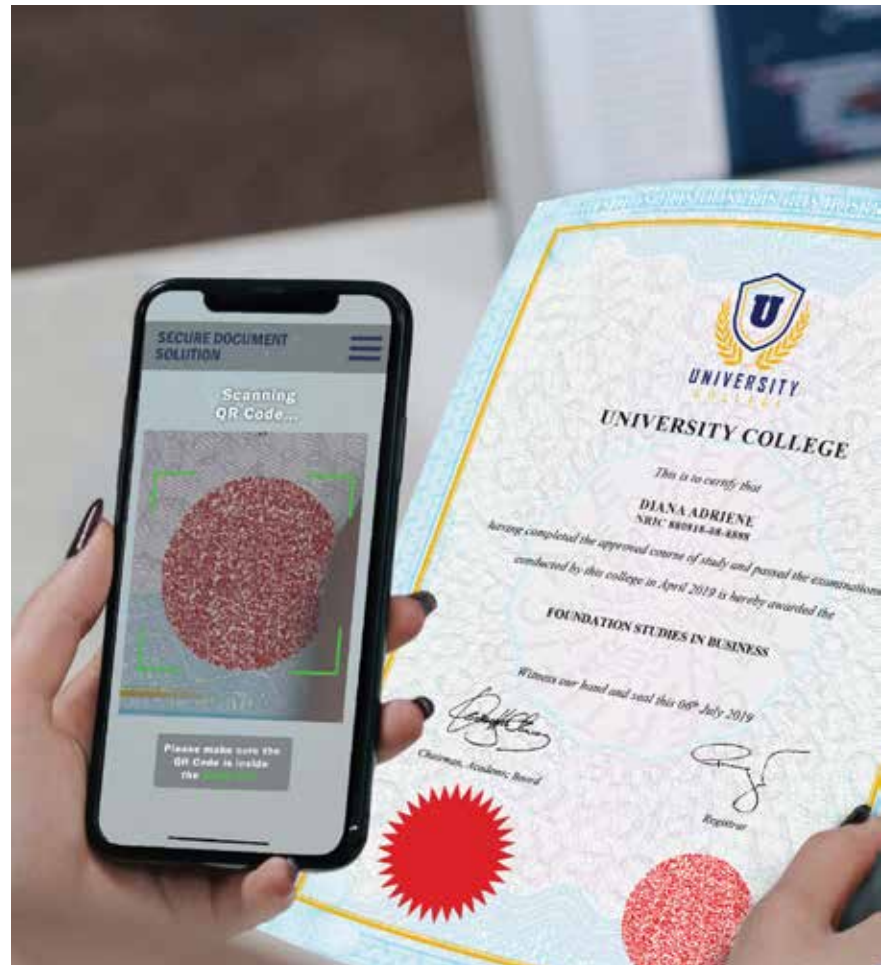 SECURE DOCUMENT
SOLUTION
Scanning
QR Code...
Please make sure the
QR Code is inside
the
U
UNIVERSITY
COLLEGE
UNIVERSITY COLLEGE
This is to certify that
DIANA ADRIENE
NRIC
having completed the approved course of study and passed the examinations
conducted by this college in April 2019 is hereby awarded the
FOUNDATION STUDIES IN BUSINESS
Witness our hand and seal this 06th July 2019
Chairman, Academic Board
Registrar